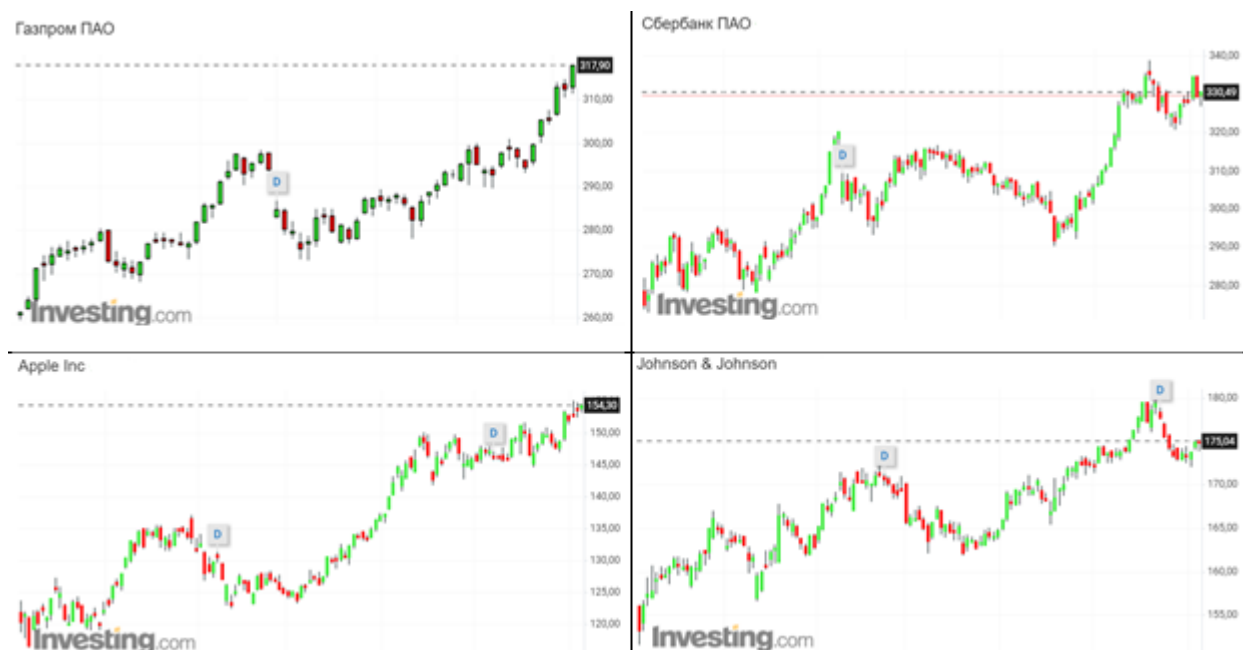 Газпром ПАО
317,90
310,00
300,00
290,00
D
280,00
270,00
Investing.com
260,00
Сбербанк ПАО
340,00
330,49
320,00
D
310,00
300,00
290,00
280,00
Investing.com
Apple Inc
154,30
150,00
D
145,00
140,00
135,00
D
130,00
125,00
120,00
Investing.com
Johnson & Johnson
D
180,00
175,04
D
170,00
165,00
160,00
155,00
Investing.com